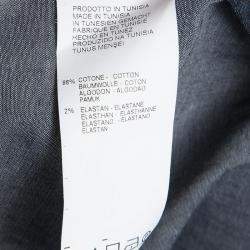 PRODOTTO IN TUNISIA
MADE IN TUNISIA
IN TUNESIEN GEMACHT
FABRIQUE EN TUNISIE
HECHO EN TUNEZ
PRODUZIDO NA TUNISIA
TUNUS MENŞEİ
98% COTONE - COTTON
BAUMWOLLE - COTON
ALGODON - ALGODAO
PAMUK
2% ELASTAN - ELASTANE
ELASTHAN - ELASTHANNE
ELASTANO - ELASTANO
ELASTAN